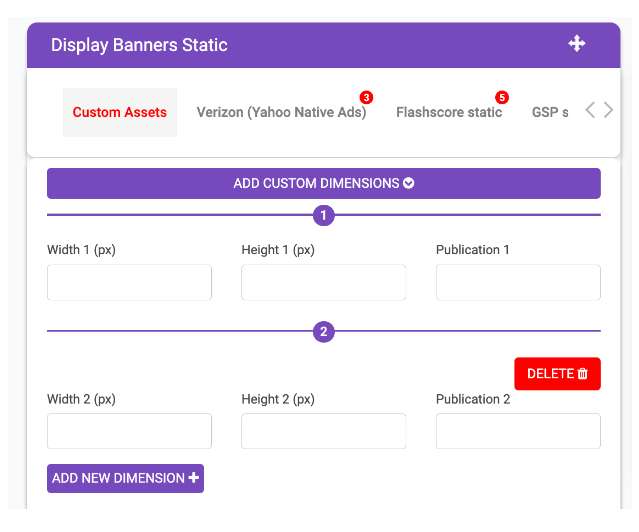 Display Banners Static
3 5
Custom Assets Verizon (Yahoo Native Ads) Flashscore static GSP s
ADD CUSTOM DIMENSIONS
1
Width 1 (px) Height 1 (px) Publication 1
2
DELETE
Width 2 (px) Height 2 (px) Publication 2
ADD NEW DIMENSION